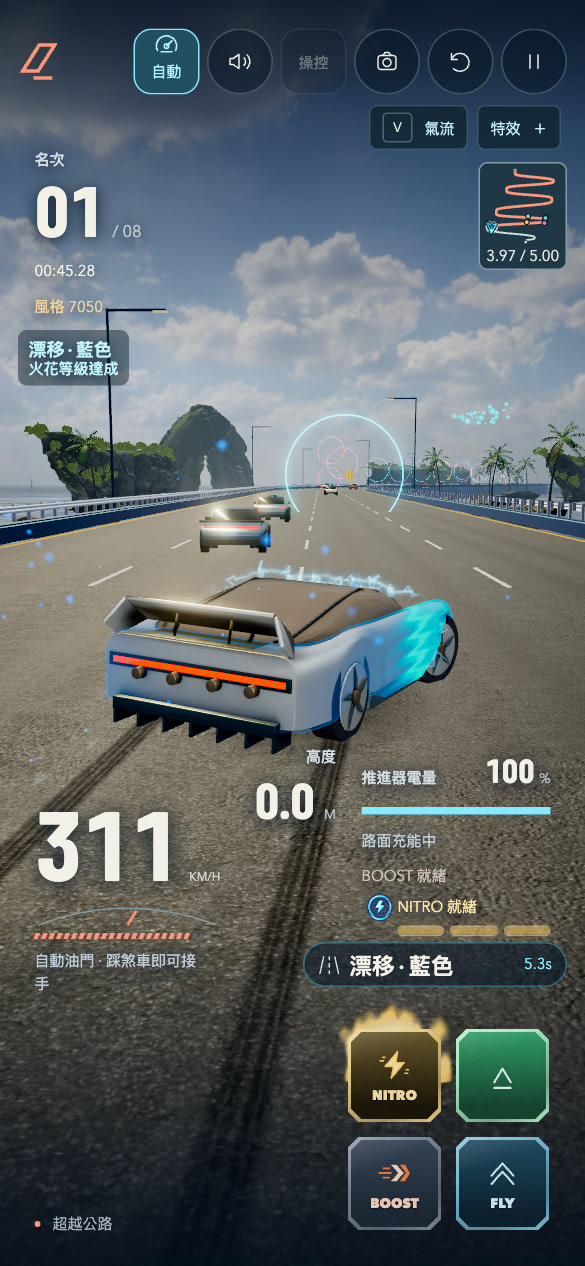 自動
操控
V 氣流
特效 +
名次
01 / 08
00:45.28
風格 7050
3.97 / 5.00
漂移·藍色
火花等級達成
高度
0.0 M
推進器電量 100 %
路面充能中
BOOST 就緒
NITRO 就緒
311 KM/H
自動油門·踩煞車即可接
手
漂移·藍色 5.3s
NITRO
BOOST
FLY
超越公路